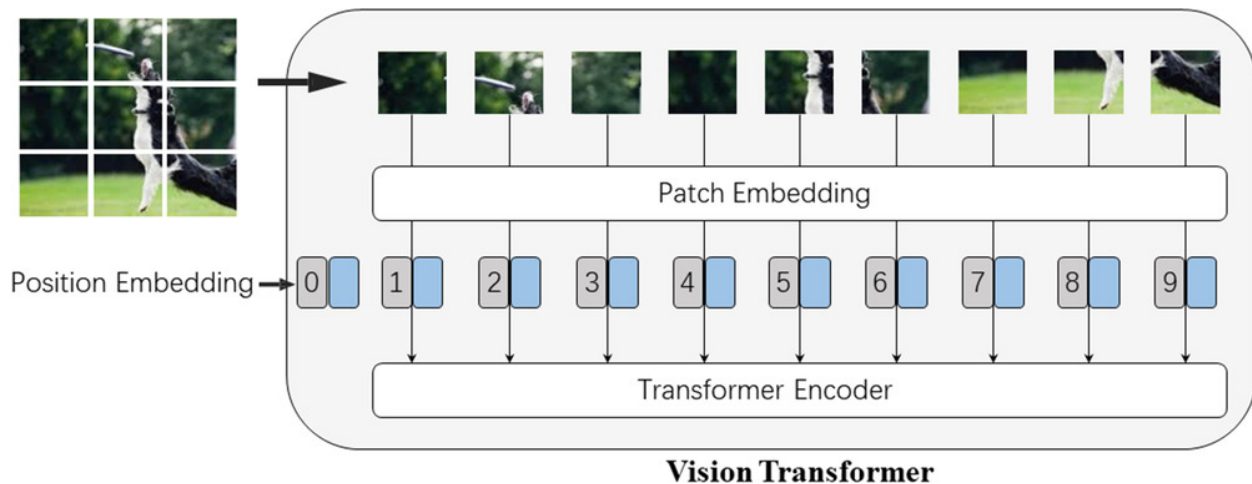 Patch Embedding
Position Embedding
0 1 2 3 4 5 6 7 8 9
Transformer Encoder
Vision Transformer